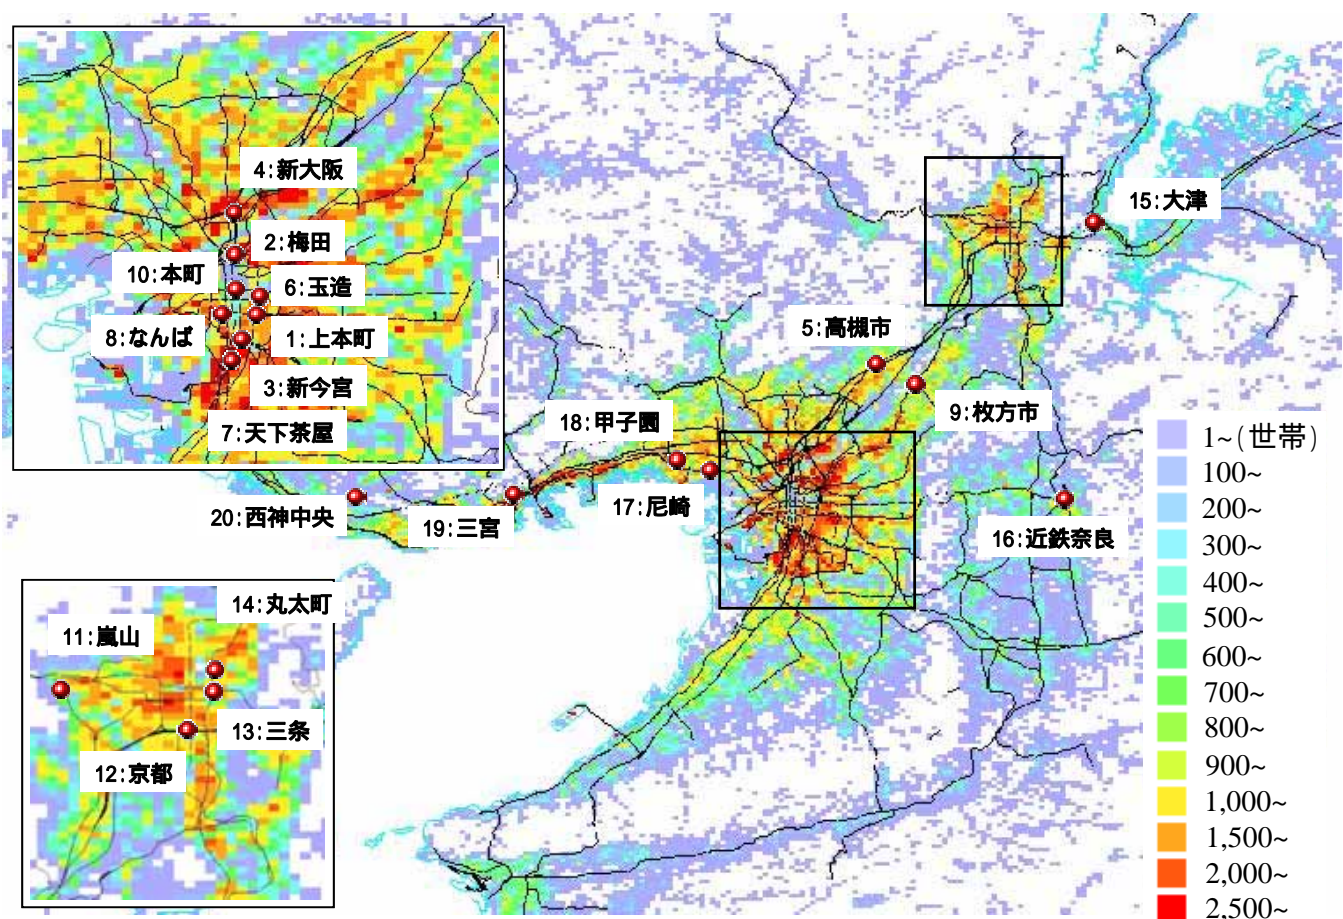 4:新大阪
2:梅田
10:本町
6:玉造
8:なんば
1:上本町
3:新今宮
7:天下茶屋
15:大津
5:高槻市
9:枚方市
18:甲子園
17:尼崎
20:西神中央
19:三宮
16:近鉄奈良
14:丸太町
11:嵐山
13:三条
12:京都
1~(世帯)
100~
200~
300~
400~
500~
600~
700~
800~
900~
1,000~
1,500~
2,000~
2,500~